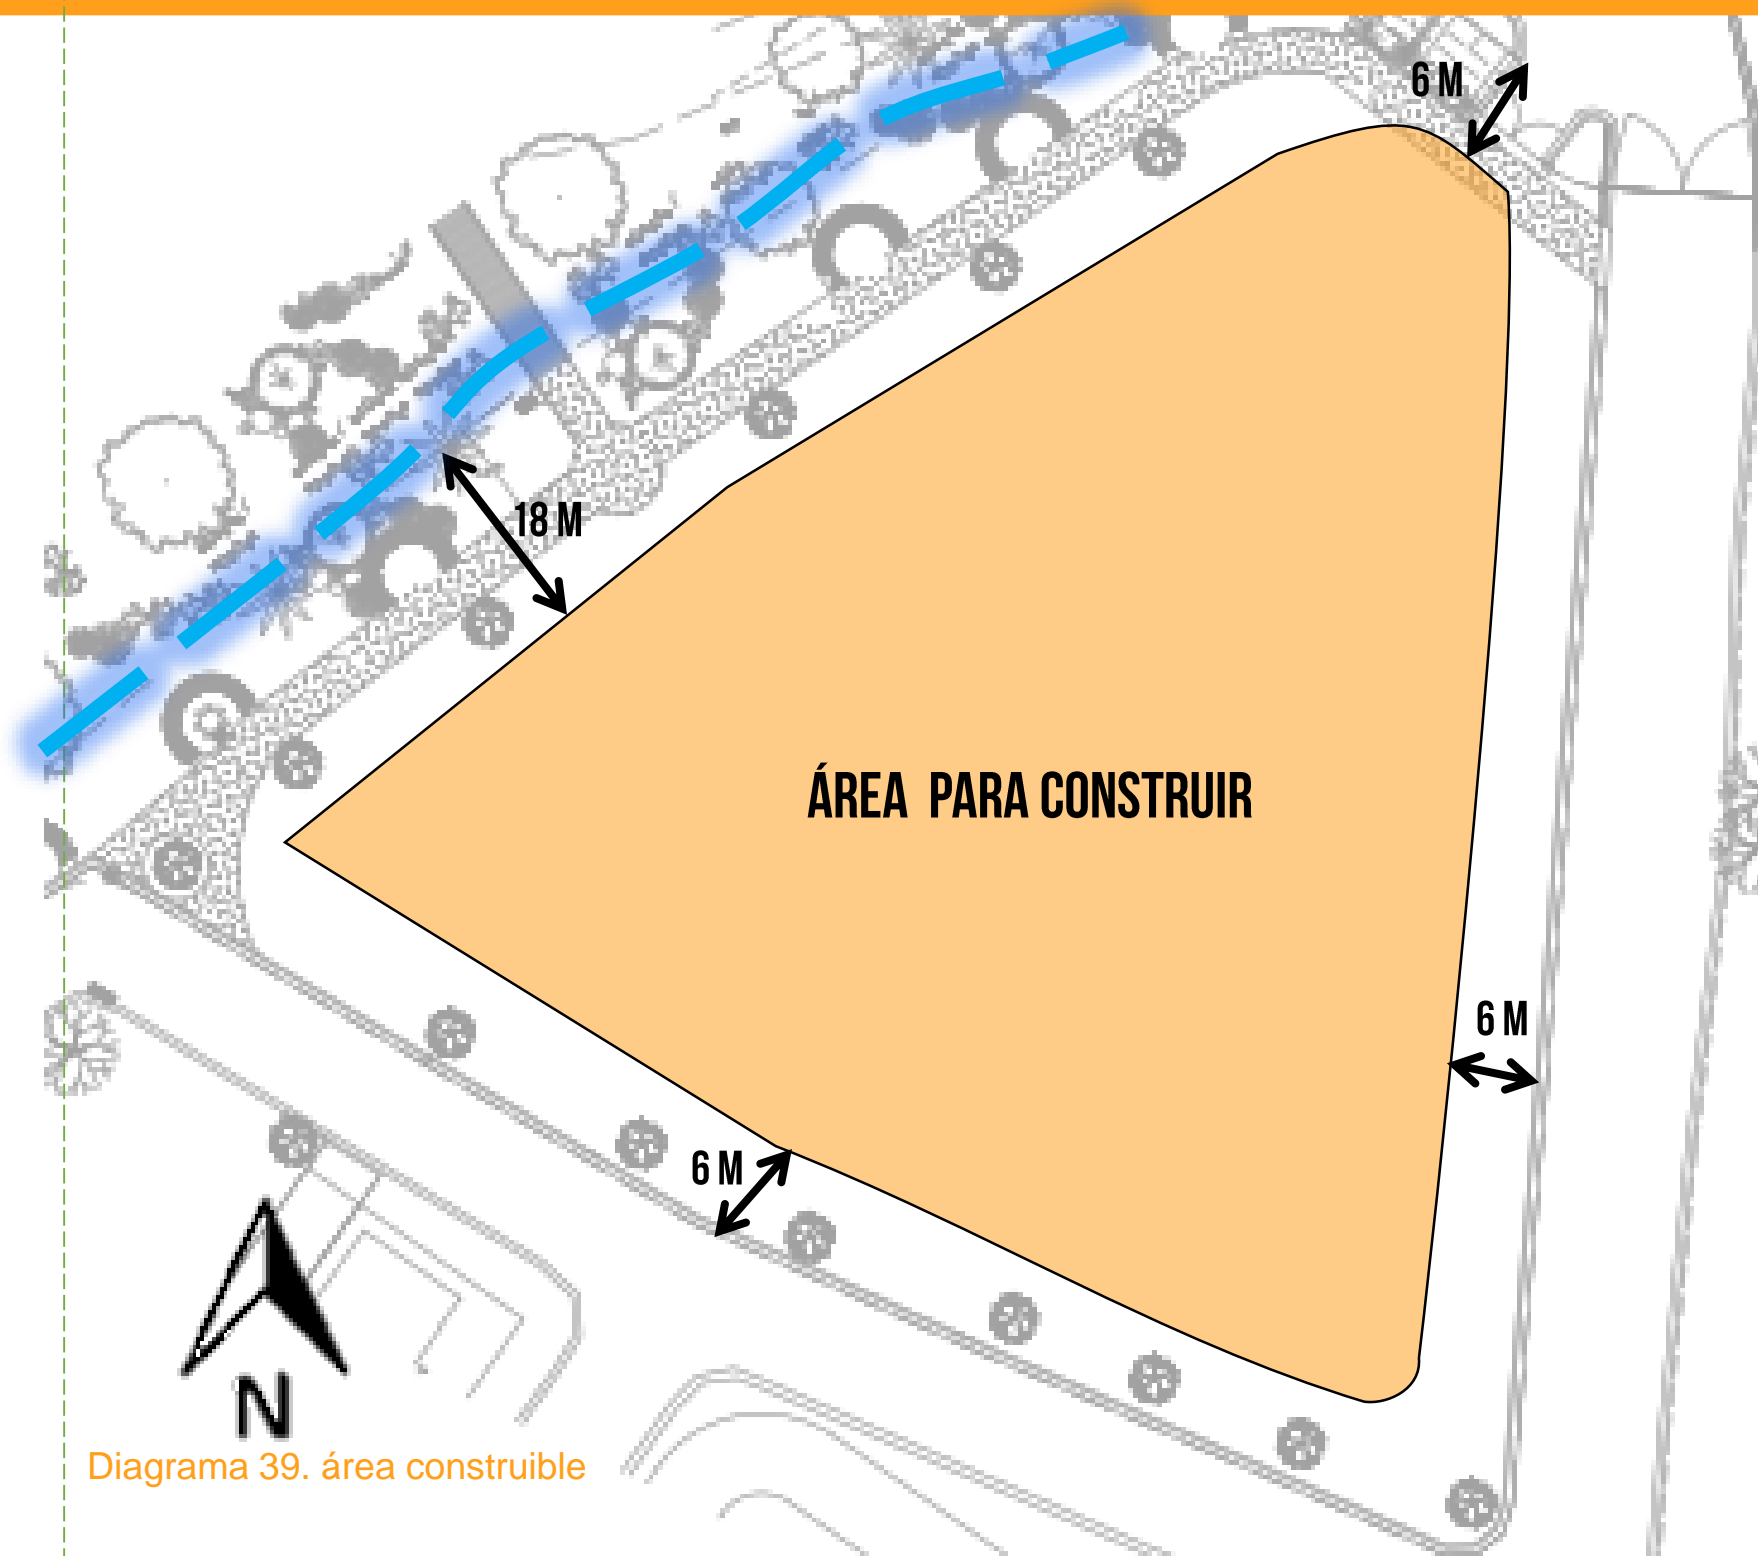 6 M
18 M
ÁREA  PARA CONSTRUIR
6 M
6 M
N
Diagrama 39. área construible